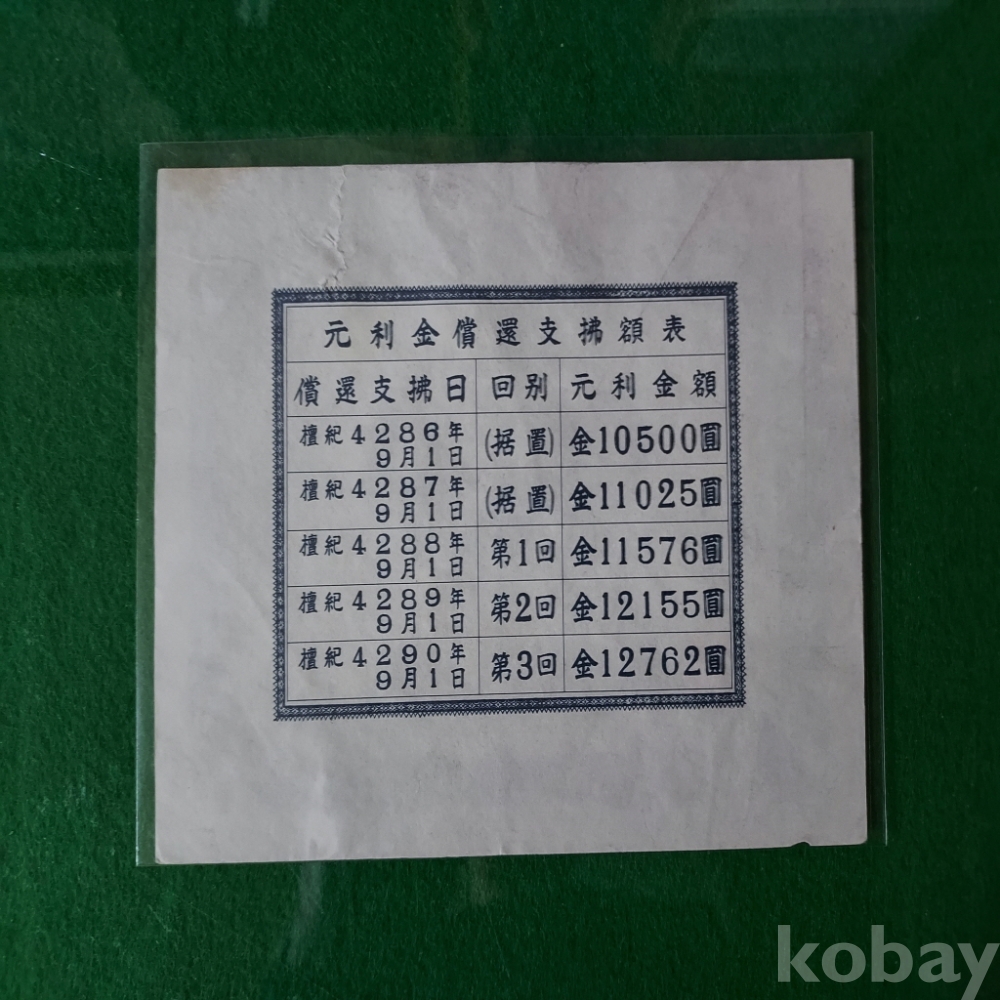 元利金償還支拂額表
償還支拂日 回別 元利金額
檀紀4286年9月1日 (据置) 金10500圓
檀紀4287年9月1日 (据置) 金11025圓
檀紀4288年9月1日 第1回 金11576圓
檀紀4289年9月1日 第2回 金12155圓
檀紀4290年9月1日 第3回 金12762圓
kobay